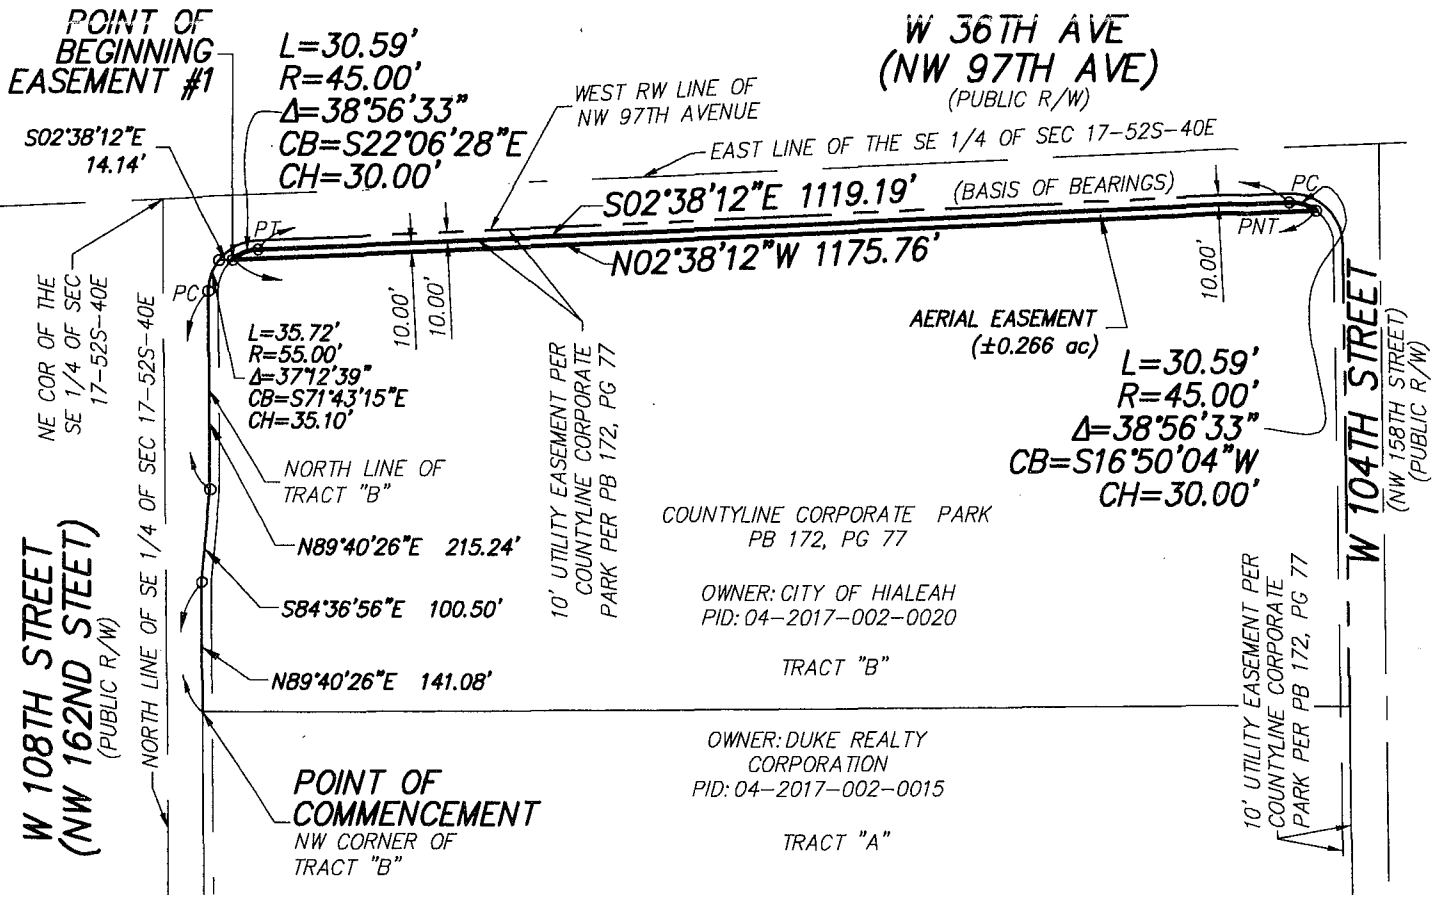 POINT OF
BEGINNING
EASEMENT #1
L=30.59'
R=45.00'
Δ=38°56'33"
CB=S22°06'28"E
CH=30.00'
S02°38'12"E
14.14'
WEST RW LINE OF
NW 97TH AVENUE
W 36TH AVE
(NW 97TH AVE)
(PUBLIC R/W)
EAST LINE OF THE SE 1/4 OF SEC 17-52S-40E
S02°38'12"E 1119.19'
(BASIS OF BEARINGS)
N02°38'12"W 1175.76'
PT
PC
PNT
PC
10.00'
10.00'
10.00'
NE COR OF THE
SE 1/4 OF SEC
17-52S-40E
NORTH LINE OF SE 1/4 OF SEC 17-52S-40E
L=35.72'
R=55.00'
Δ=37°12'39"
CB=S71°43'15"E
CH=35.10'
10' UTILITY EASEMENT PER
COUNTYLINE CORPORATE
PARK PER PB 172, PG 77
AERIAL EASEMENT
(±0.266 ac)
L=30.59'
R=45.00'
Δ=38°56'33"
CB=S16°50'04"W
CH=30.00'
W 104TH STREET
(NW 158TH STREET)
(PUBLIC R/W)
NORTH LINE OF
TRACT "B"
N89°40'26"E 215.24'
S84°36'56"E 100.50'
N89°40'26"E 141.08'
W 108TH STREET
(NW 162ND STEET)
(PUBLIC R/W)
COUNTYLINE CORPORATE PARK
PB 172, PG 77
OWNER: CITY OF HIALEAH
PID: 04-2017-002-0020
TRACT "B"
10' UTILITY EASEMENT PER
COUNTYLINE CORPORATE
PARK PER PB 172, PG 77
POINT OF
COMMENCEMENT
NW CORNER OF
TRACT "B"
OWNER: DUKE REALTY
CORPORATION
PID: 04-2017-002-0015
TRACT "A"